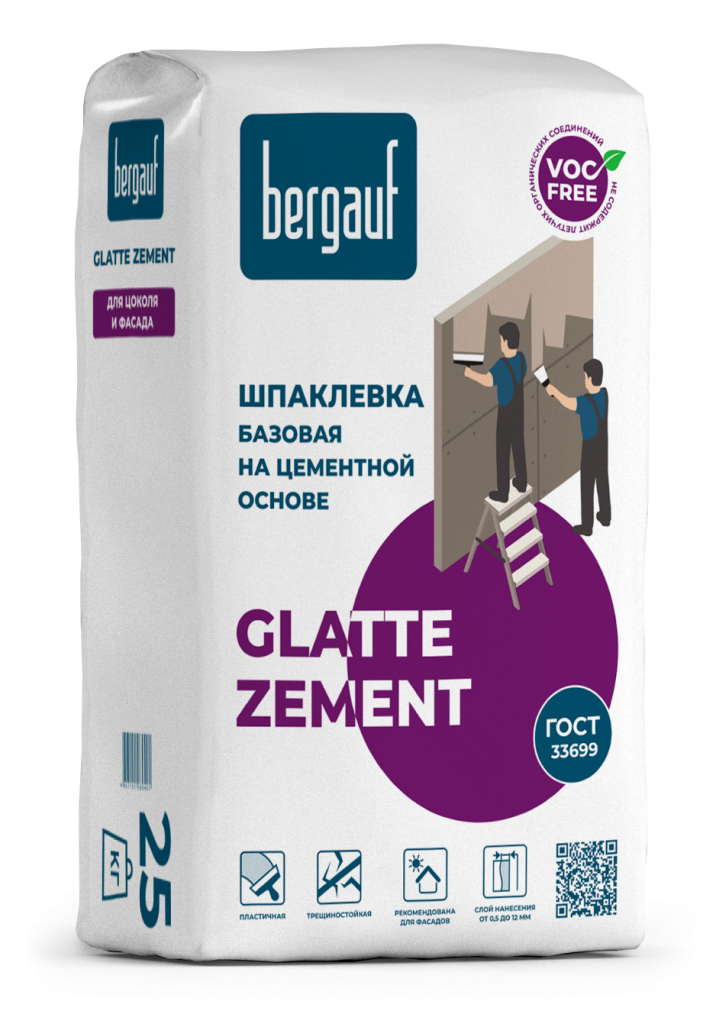 bergauf
GLATTE ZEMENT
ДЛЯ ЦОКОЛЯ
И ФАСАДА
25
КГ
bergauf
VOC
FREE
НЕ СОДЕРЖИТ ЛЕТУЧИХ ОРГАНИЧЕСКИХ СОЕДИНЕНИЙ
ШПАКЛЕВКА
БАЗОВАЯ
НА ЦЕМЕНТНОЙ
ОСНОВЕ
GLATTE
ZEMENT
ГОСТ
33699
ПЛАСТИЧНАЯ
ТРЕЩИНОСТОЙКАЯ
РЕКОМЕНДОВАНА
ДЛЯ ФАСАДОВ
СЛОЙ НАНЕСЕНИЯ
ОТ 0,5 ДО 12 ММ